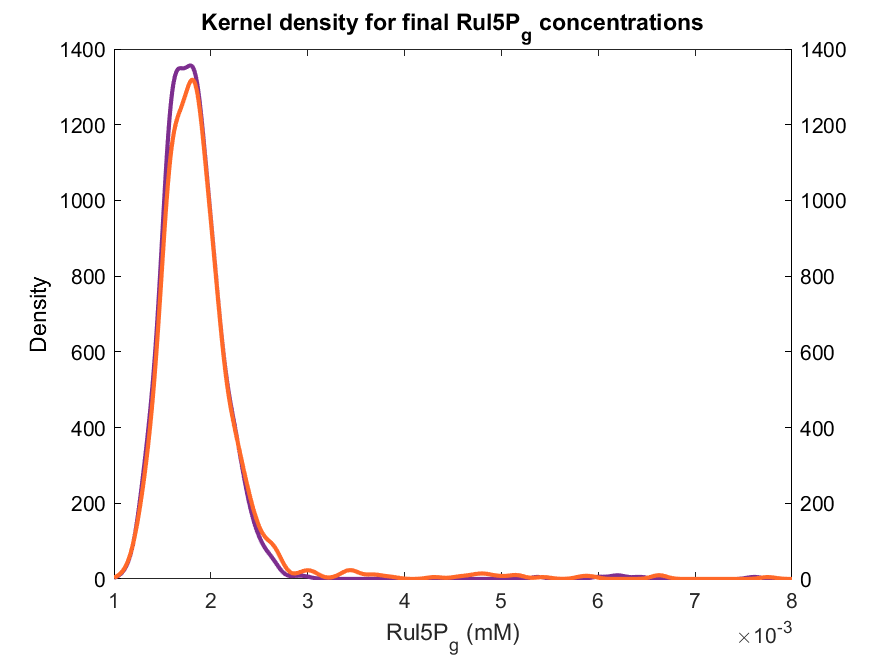 Kernel density for final Rul5Pg concentrations
1400 1400
1200 1200
1000 1000
800 800
600 600
400 400
200 200
0 0
Density
1 2 3 4 5 6 7 8
Rul5Pg (mM)
×10-3